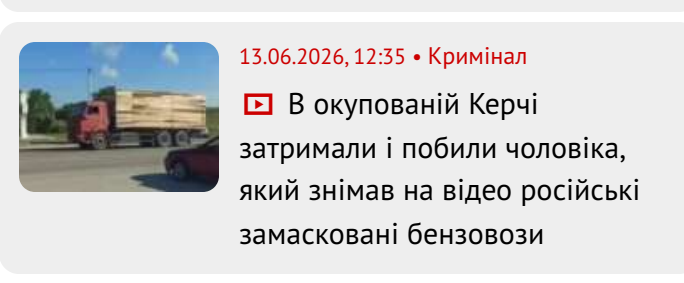 13.06.2026, 12:35 • Кримінал
В окупованій Керчі
затримали і побили чоловіка,
який знімав на відео російські
замасковані бензовози